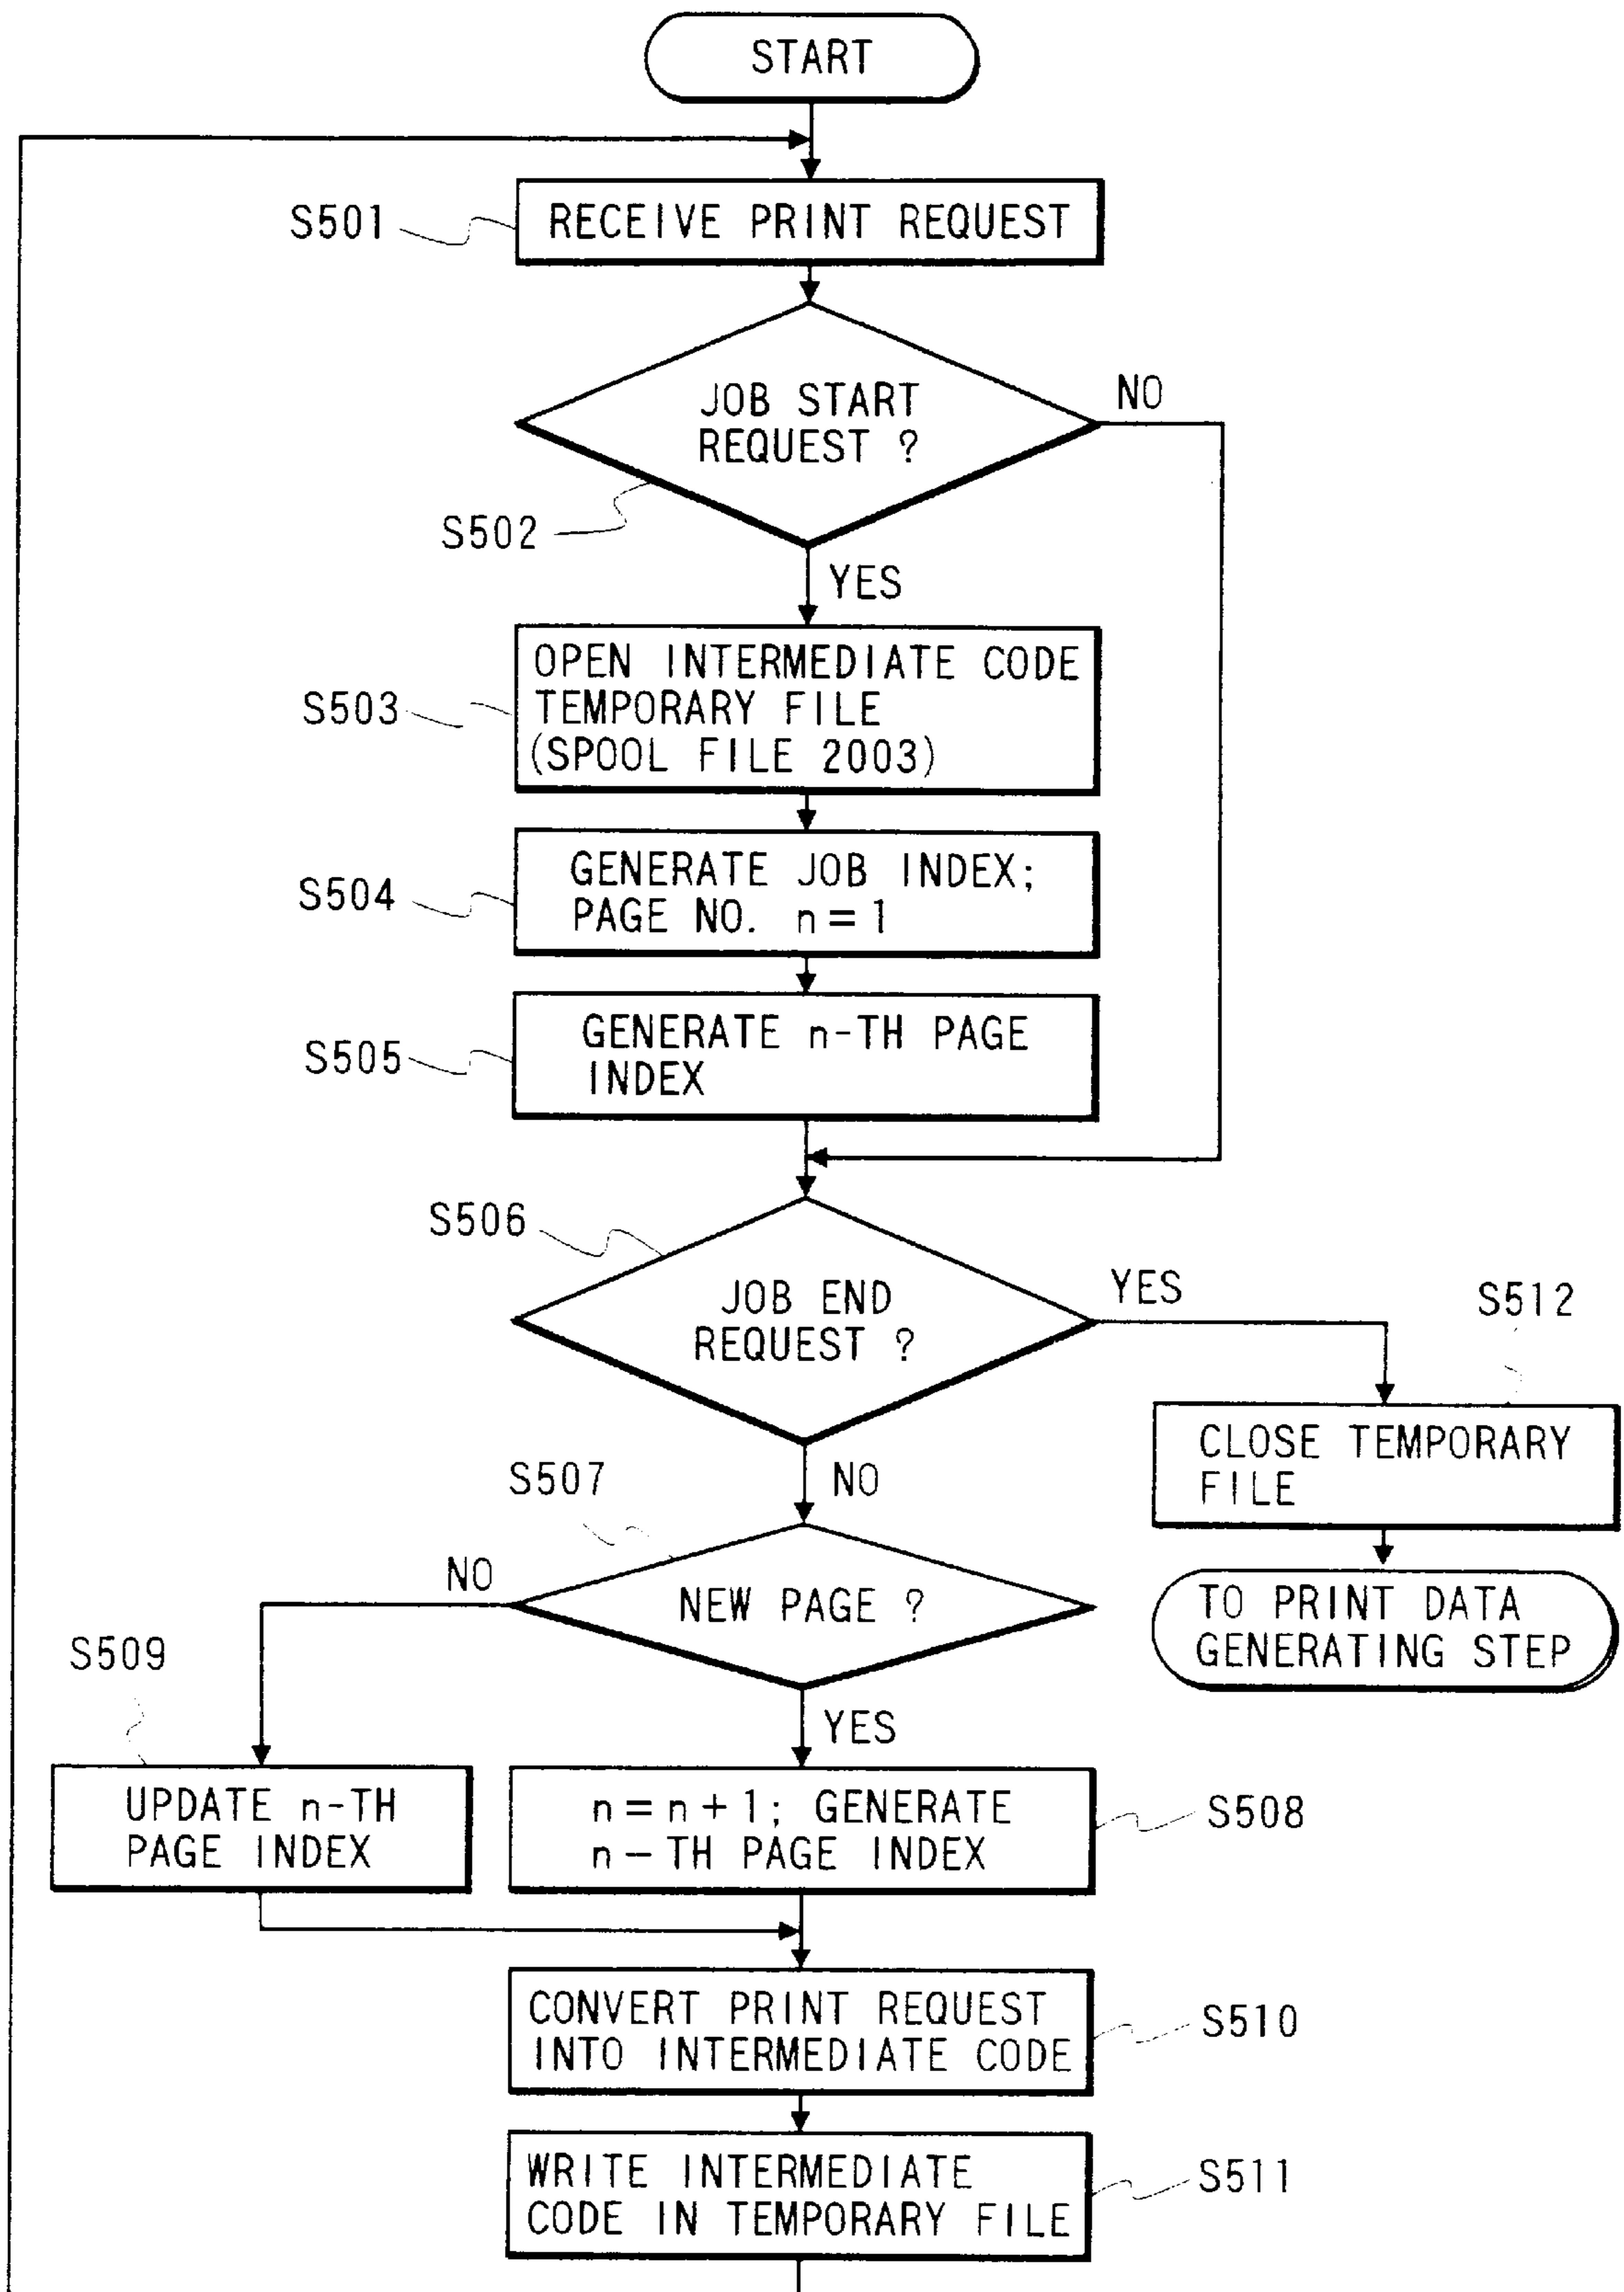 START
S501
RECEIVE PRINT REQUEST
JOB START
REQUEST ?
NO
S502
YES
S503
OPEN INTERMEDIATE CODE
TEMPORARY FILE
(SPOOL FILE 2003)
S504
GENERATE JOB INDEX;
PAGE NO. n = 1
S505
GENERATE n-TH PAGE
INDEX
S506
JOB END
REQUEST ?
YES
S512
CLOSE TEMPORARY
FILE
TO PRINT DATA
GENERATING STEP
NO
S507
NEW PAGE ?
NO
S509
YES
UPDATE n-TH
PAGE INDEX
n = n + 1; GENERATE
n-TH PAGE INDEX
S508
CONVERT PRINT REQUEST
INTO INTERMEDIATE CODE
S510
WRITE INTERMEDIATE
CODE IN TEMPORARY FILE
S511